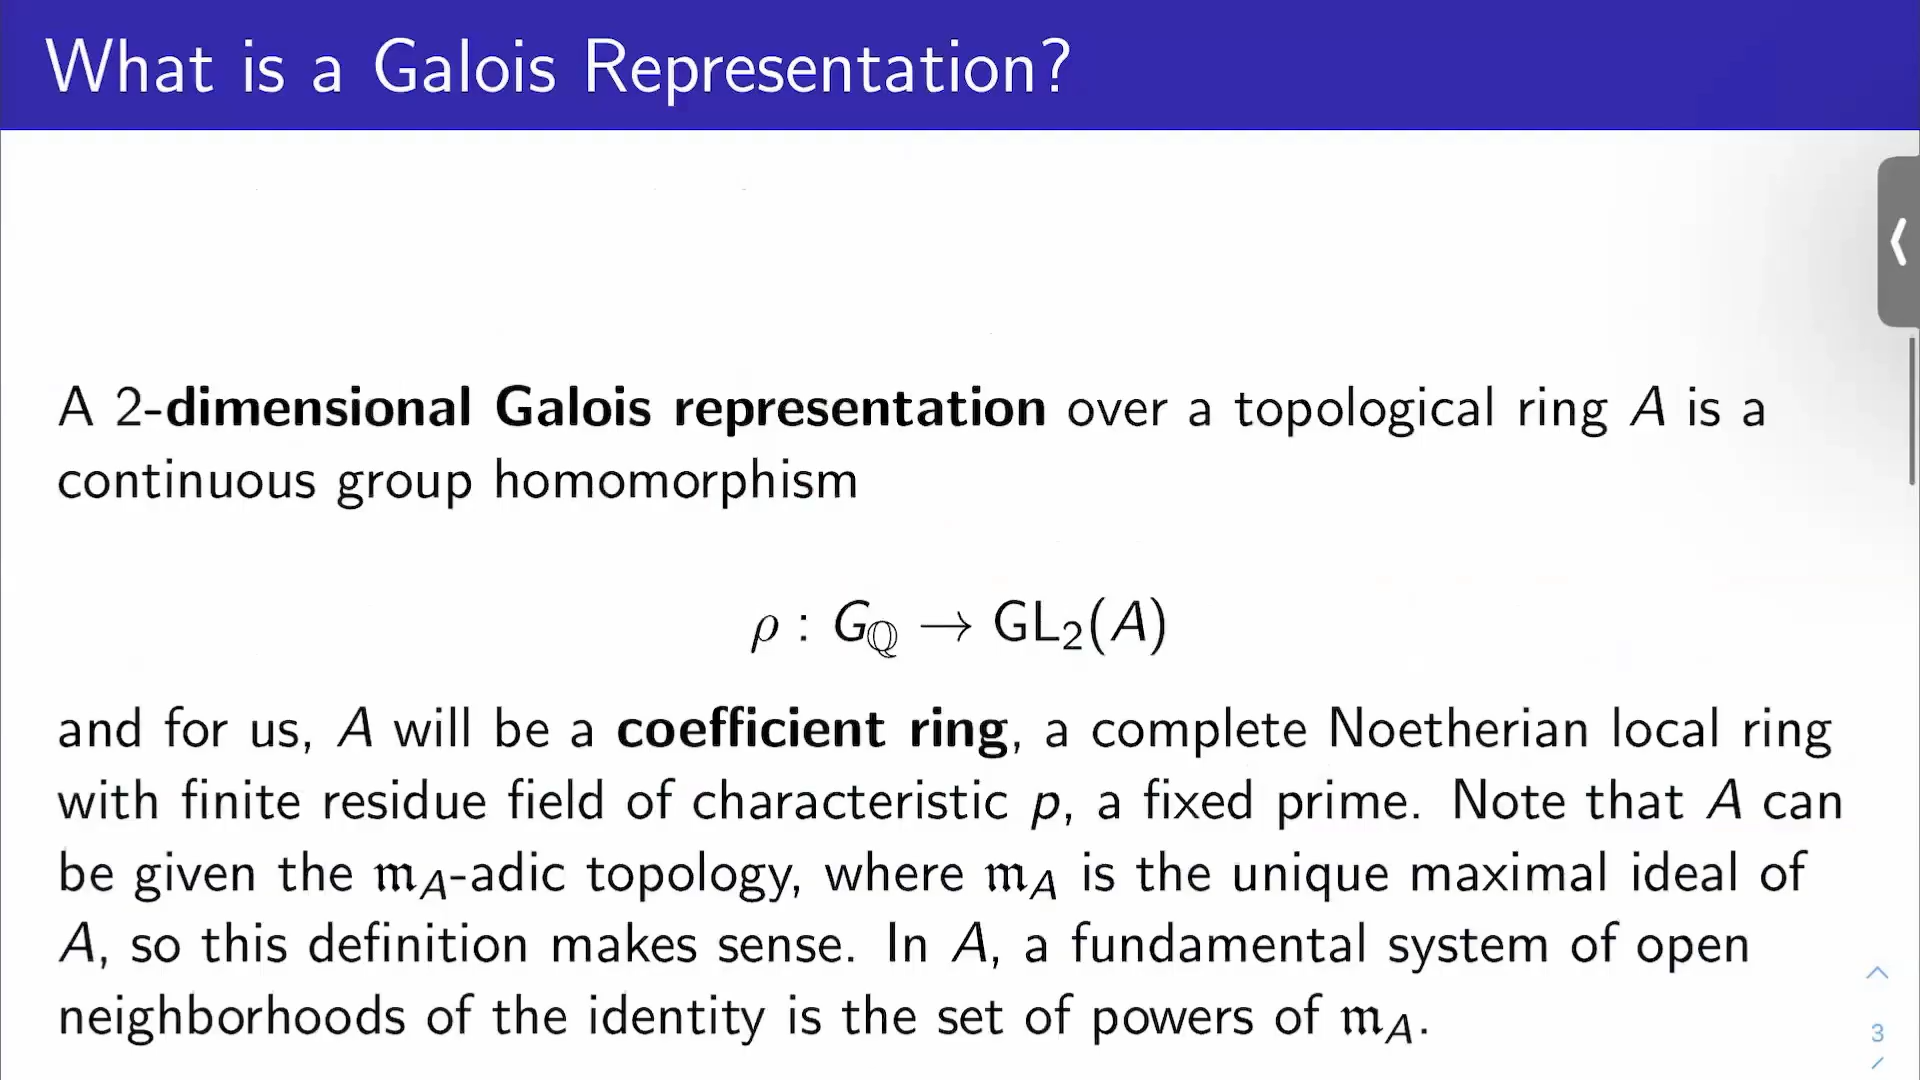 What is a Galois Representation?
A 2-dimensional Galois representation over a topological ring A is a
continuous group homomorphism
ρ : G_ℚ → GL₂(A)
and for us, A will be a coefficient ring, a complete Noetherian local ring
with finite residue field of characteristic p, a fixed prime. Note that A can
be given the 𝔪_A-adic topology, where 𝔪_A is the unique maximal ideal of
A, so this definition makes sense. In A, a fundamental system of open
neighborhoods of the identity is the set of powers of 𝔪_A.
3